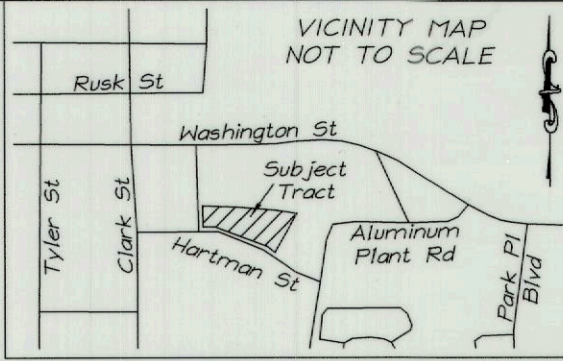 VICINITY MAP
NOT TO SCALE
Rusk St
Washington St
Subject
Tract
Tyler St
Clark St
Hartman St
Aluminum
Plant Rd
Park Pl
Blvd